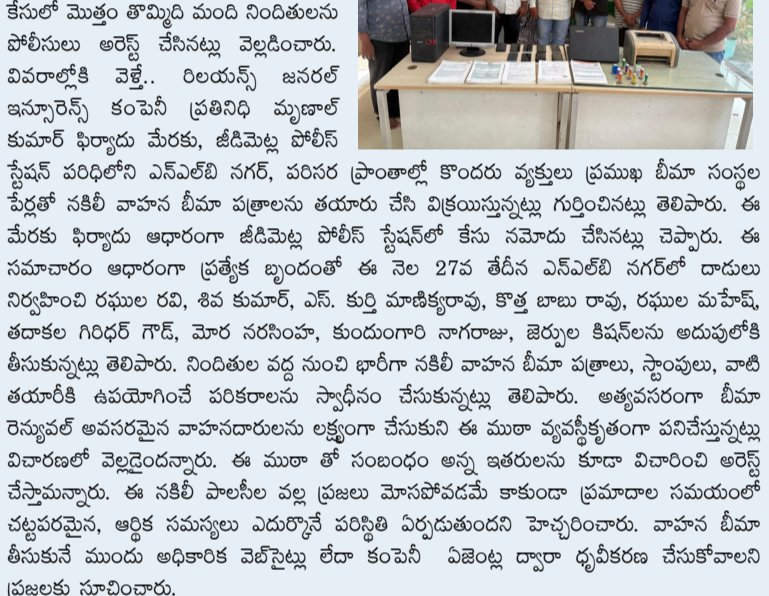 కేసులో మొత్తం తొమ్మిది మంది నిందితులను
పోలీసులు అరెస్ట్ చేసినట్లు వెల్లడించారు.
వివరాల్లోకి వెళ్తే.. రిలయన్స్ జనరల్
ఇన్సూరెన్స్ కంపెనీ ప్రతినిధి మృణాల్
కుమార్ ఫిర్యాదు మేరకు, జీడిమెట్ల పోలీస్
స్టేషన్ పరిధిలోని ఎన్ఎల్‌బి నగర్, పరిసర ప్రాంతాల్లో కొందరు వ్యక్తులు ప్రముఖ బీమా సంస్థల
పేర్లతో నకిలీ వాహన బీమా పత్రాలను తయారు చేసి విక్రయిస్తున్నట్లు గుర్తించినట్లు తెలిపారు. ఈ
మేరకు ఫిర్యాదు ఆధారంగా జీడిమెట్ల పోలీస్ స్టేషన్‌లో కేసు నమోదు చేసినట్లు చెప్పారు. ఈ
సమాచారం ఆధారంగా ప్రత్యేక బృందంతో ఈ నెల 27వ తేదీన ఎన్ఎల్‌బి నగర్‌లో దాడులు
నిర్వహించి రఘుల రవి, శివ కుమార్, ఎస్. కుర్తి మాణిక్యరావు, కొత్త బాబు రావు, రఘుల మహేష్,
తదాకల గిరిధర్ గౌడ్, మోర నరసింహ, కుందుంగారి నాగరాజు, జెర్పుల కిషన్‌లను అదుపులోకి
తీసుకున్నట్లు తెలిపారు. నిందితుల వద్ద నుంచి భారీగా నకిలీ వాహన బీమా పత్రాలు, స్టాంపులు, వాటి
తయారీకి ఉపయోగించే పరికరాలను స్వాధీనం చేసుకున్నట్లు తెలిపారు. అత్యవసరంగా బీమా
రెన్యువల్ అవసరమైన వాహనదారులను లక్ష్యంగా చేసుకుని ఈ ముఠా వ్యవస్థీకృతంగా పనిచేస్తున్నట్లు
విచారణలో వెల్లడైందన్నారు. ఈ ముఠా తో సంబంధం అన్న ఇతరులను కూడా విచారించి అరెస్ట్
చేస్తామన్నారు. ఈ నకిలీ పాలసీల వల్ల ప్రజలు మోసపోవడమే కాకుండా ప్రమాదాల సమయంలో
చట్టపరమైన, ఆర్థిక సమస్యలు ఎదుర్కొనే పరిస్థితి ఏర్పడుతుందని హెచ్చరించారు. వాహన బీమా
తీసుకునే ముందు అధికారిక వెబ్‌సైట్లు లేదా కంపెనీ ఏజెంట్ల ద్వారా ధృవీకరణ చేసుకోవాలని
ప్రజలకు సూచించారు.